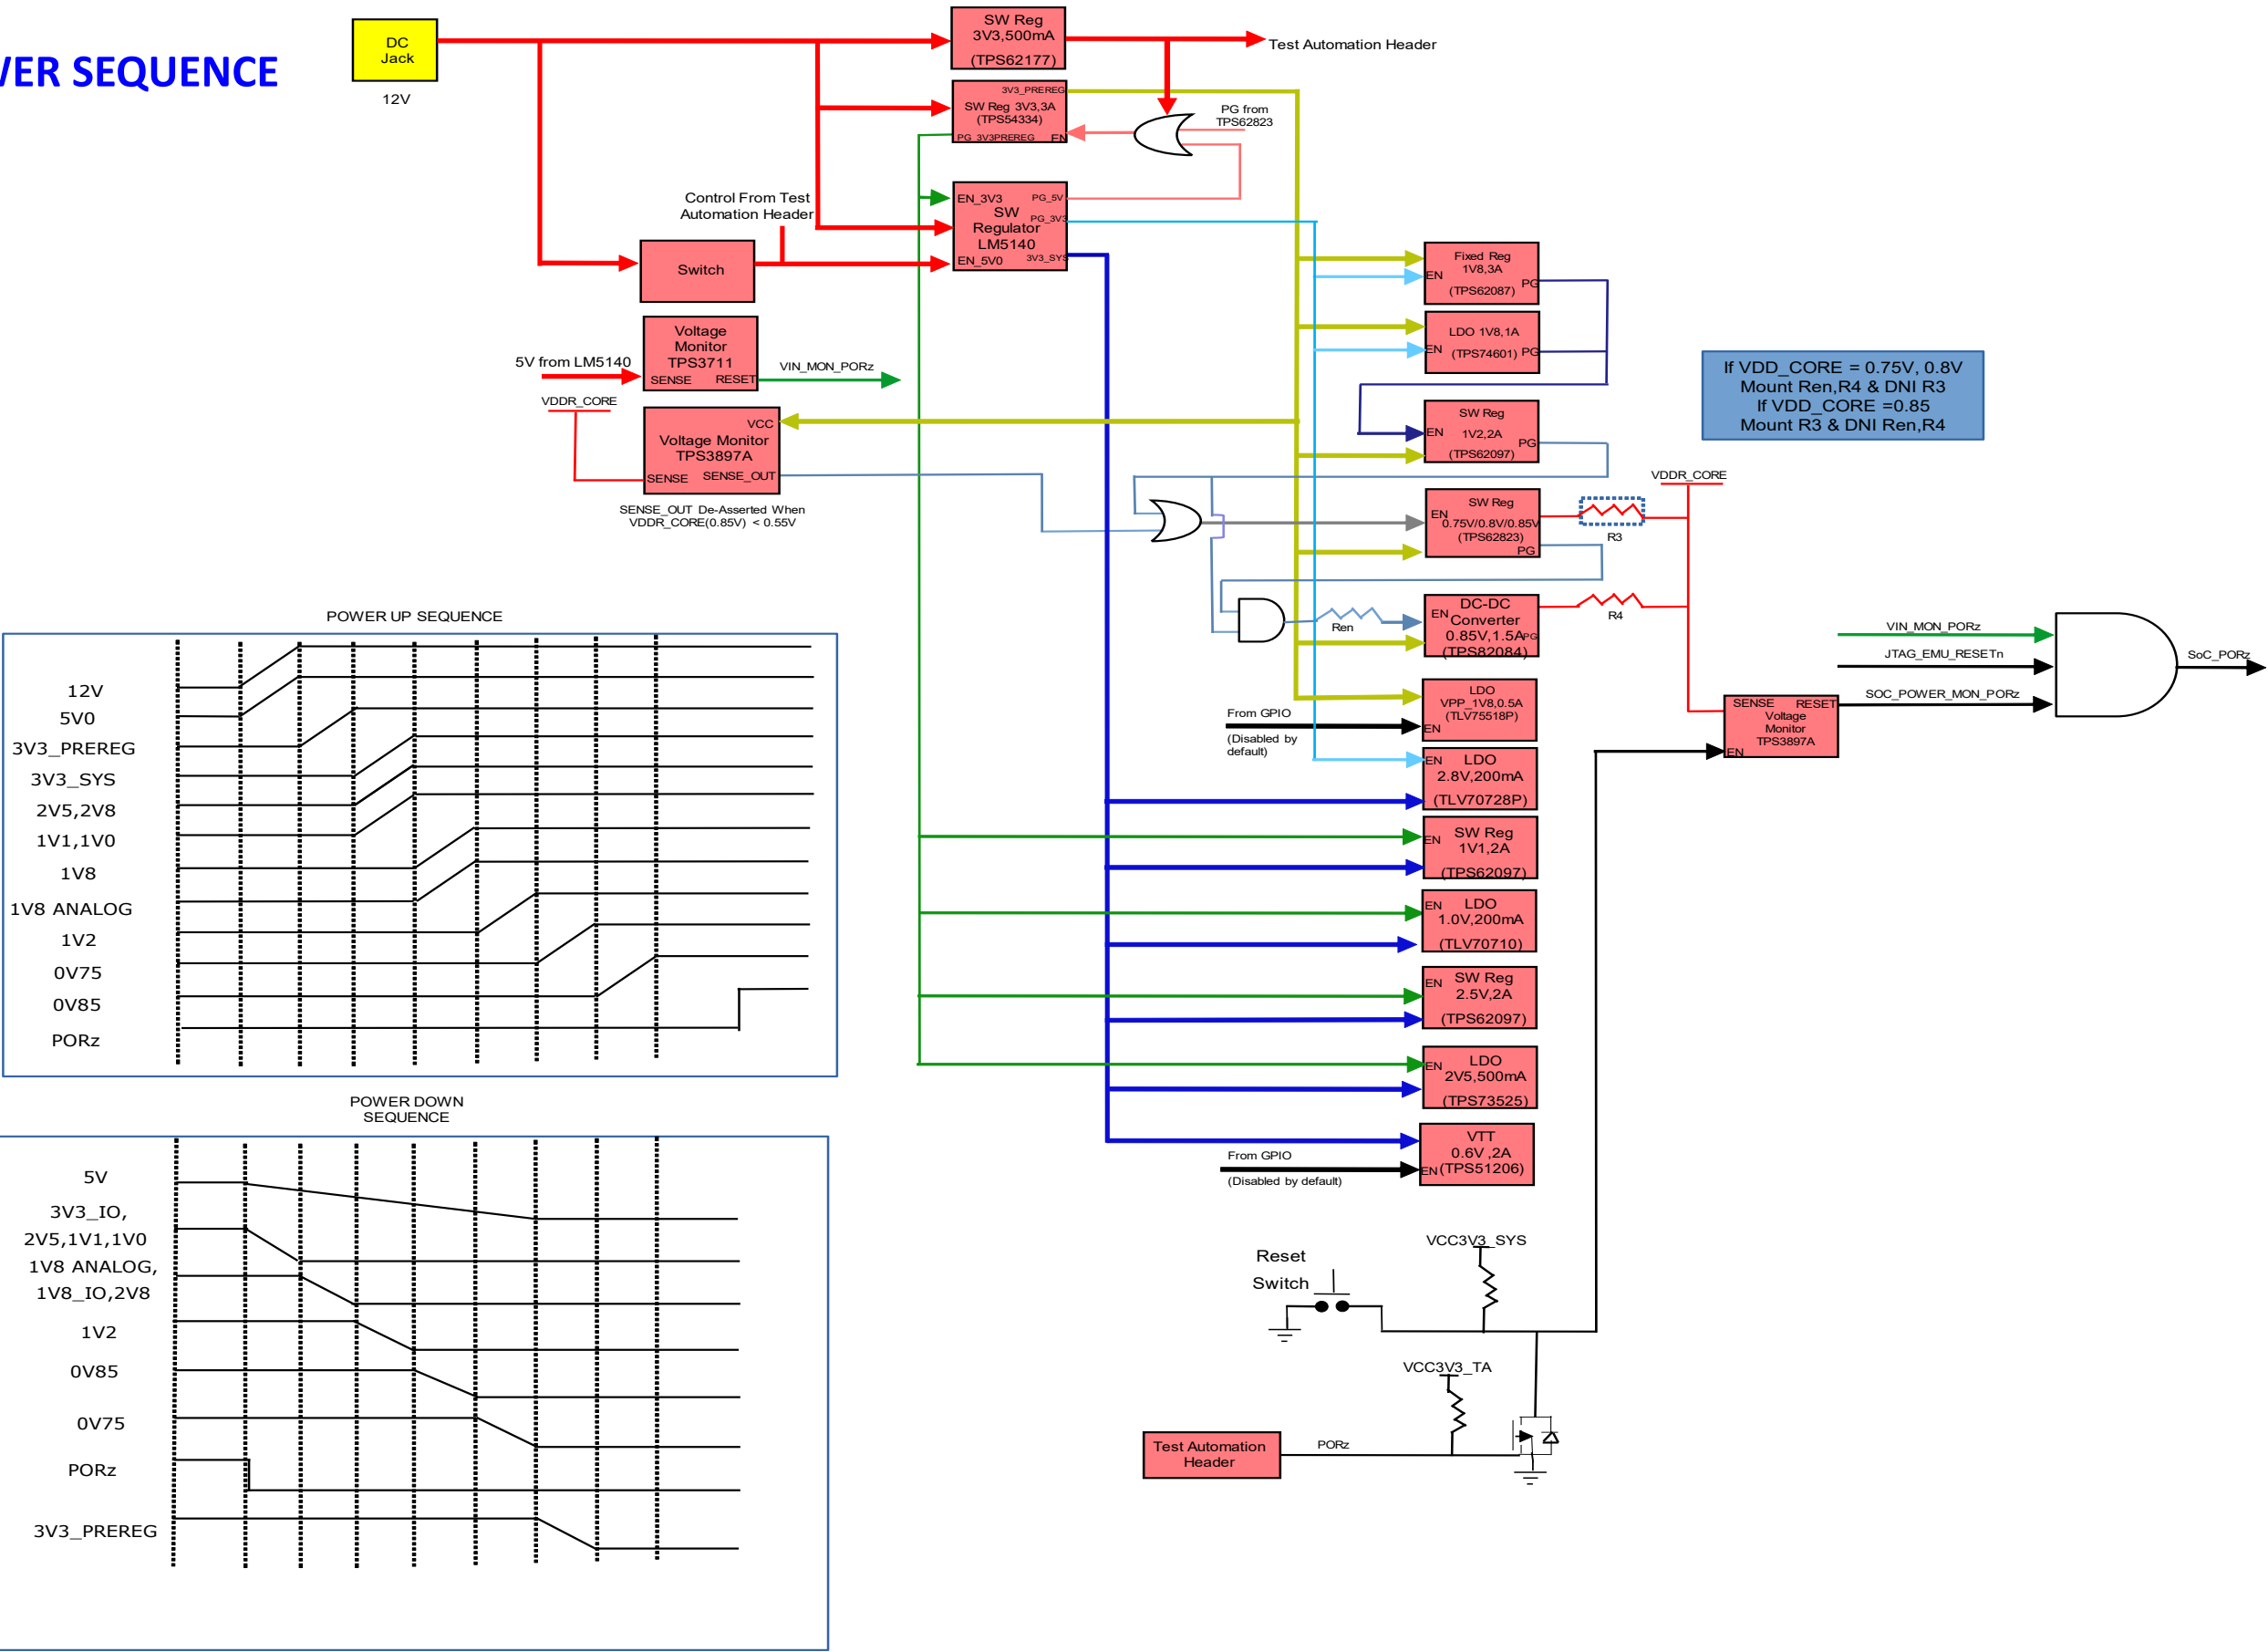 WER SEQUENCE
DC
Jack
12V
SW Reg
3V3,500mA
(TPS62177)
Test Automation Header
3V3_PREREG
SW Reg 3V3,3A
(TPS54334)
PG_3V3PREREG EN
PG from
TPS62823
Control From Test
Automation Header
EN_3V3 PG_5V
SW
Regulator PG_3V3
LM5140
EN_5V0 3V3_SYS
Switch
Voltage
Monitor
TPS3711
SENSE RESET
5V from LM5140
VIN_MON_PORz
VDDR_CORE
VCC
Voltage Monitor
TPS3897A
SENSE SENSE_OUT
SENSE_OUT De-Asserted When
VDDR_CORE(0.85V) < 0.55V
Fixed Reg
1V8,3A
EN PG
(TPS62087)
LDO 1V8,1A
EN (TPS74601) PG
SW Reg
EN 1V2,2A PG
(TPS62097)
SW Reg
EN
0.75V/0.8V/0.85V
(TPS62823)
PG
R3
VDDR_CORE
If VDD_CORE = 0.75V, 0.8V
Mount Ren,R4 & DNI R3
If VDD_CORE =0.85
Mount R3 & DNI Ren,R4
Ren
DC-DC
EN Converter
0.85V,1.5A PG
(TPS82084)
R4
LDO
VPP_1V8,0.5A
(TLV75518P)
EN
From GPIO
(Disabled by
default)
EN LDO
2.8V,200mA
(TLV70728P)
EN SW Reg
1V1,2A
(TPS62097)
EN LDO
1.0V,200mA
(TLV70710)
EN SW Reg
2.5V,2A
(TPS62097)
EN LDO
2V5,500mA
(TPS73525)
VTT
0.6V ,2A
EN (TPS51206)
From GPIO
(Disabled by default)
VIN_MON_PORz
JTAG_EMU_RESETn
SOC_POWER_MON_PORz
SoC_PORz
SENSE RESET
Voltage
Monitor
TPS3897A
EN
POWER UP SEQUENCE
12V
5V0
3V3_PREREG
3V3_SYS
2V5,2V8
1V1,1V0
1V8
1V8 ANALOG
1V2
0V75
0V85
PORz
POWER DOWN
SEQUENCE
5V
3V3_IO,
2V5,1V1,1V0
1V8 ANALOG,
1V8_IO,2V8
1V2
0V85
0V75
PORz
3V3_PREREG
Reset
Switch
VCC3V3_SYS
VCC3V3_TA
Test Automation
Header
PORz